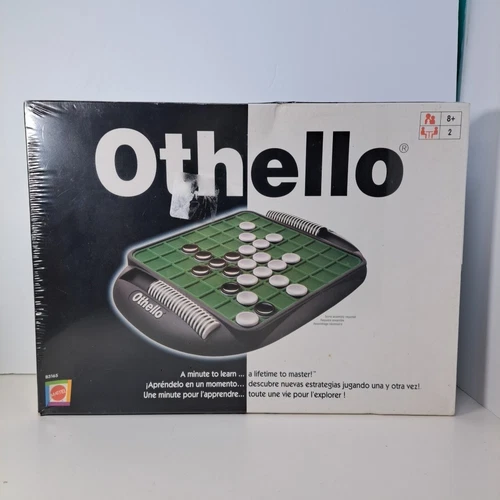 Othello®
8+
2
Othello
A minute to learn ... a lifetime to master!™
¡Apréndelo en un momento... descubre nuevas estrategias jugando una y otra vez!
Une minute pour l'apprendre... toute une vie pour l'explorer !